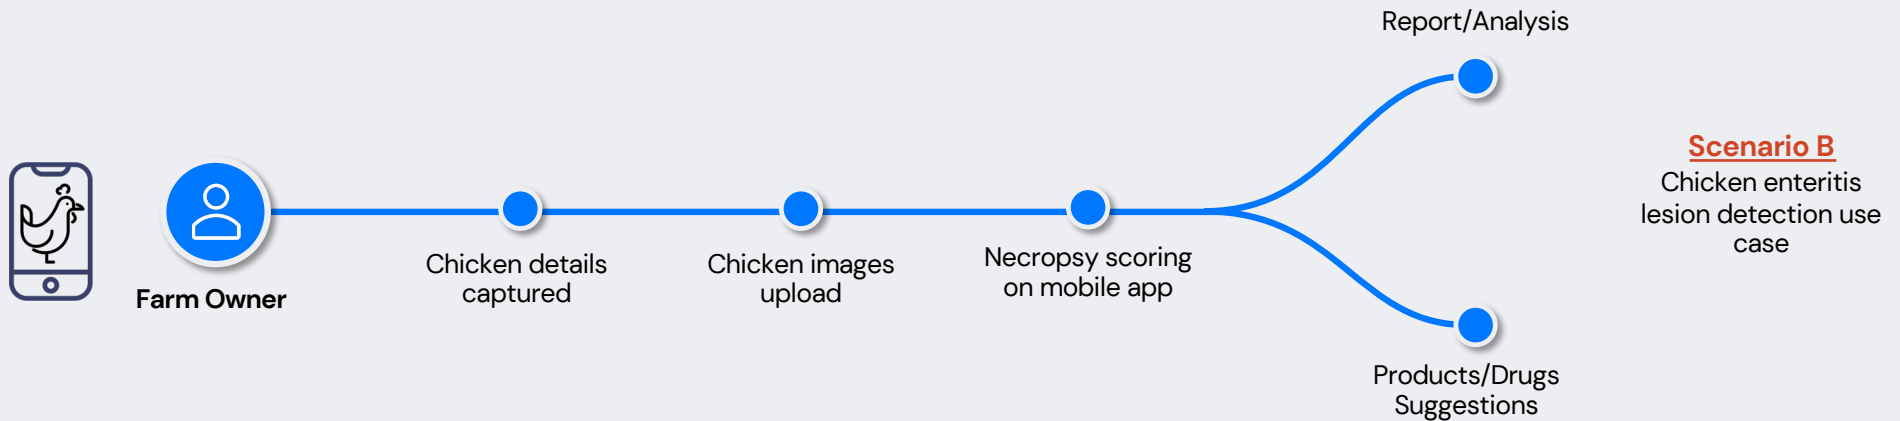 Report/Analysis
Scenario B
Chicken enteritis
lesion detection use
case
Farm Owner
Chicken details
captured
Chicken images
upload
Necropsy scoring
on mobile app
Products/Drugs
Suggestions